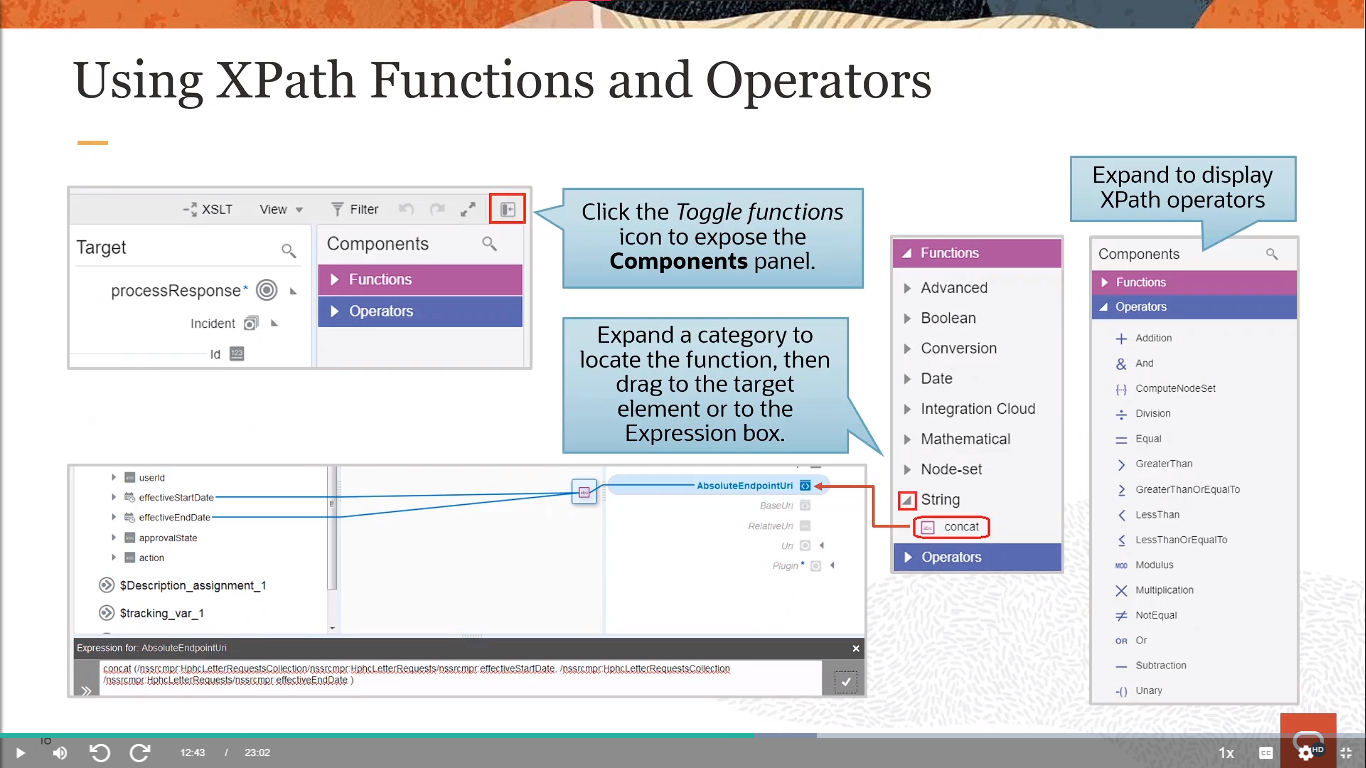 Using XPath Functions and Operators
XSLT
View
Filter
Target
processResponse*
Incident
Id
Components
Functions
Operators
Click the Toggle functions
icon to expose the
Components panel.
Expand a category to
locate the function, then
drag to the target
element or to the
Expression box.
Functions
Advanced
Boolean
Conversion
Date
Integration Cloud
Mathematical
Node-set
String
abc concat
Operators
Expand to display
XPath operators
Components
Functions
Operators
+ Addition
& And
{--} ComputeNodeSet
÷ Division
= Equal
> GreaterThan
≥ GreaterThanOrEqualTo
< LessThan
≤ LessThanOrEqualTo
MOD Modulus
× Multiplication
≠ NotEqual
OR Or
− Subtraction
-() Unary
userId
effectiveStartDate
effectiveEndDate
approvalState
action
$Description_assignment_1
$tracking_var_1
AbsoluteEndpointUri
BaseUri
RelativeUri
Uri
Plugin *
Expression for: AbsoluteEndpointUri
concat (/nssrcmpr:HphcLetterRequestsCollection/nssrcmpr:HphcLetterRequests/nssrcmpr:effectiveStartDate, /nssrcmpr:HphcLetterRequestsCollection
/nssrcmpr:HphcLetterRequests/nssrcmpr:effectiveEndDate )
12:43 / 23:02
1x
CC
HD